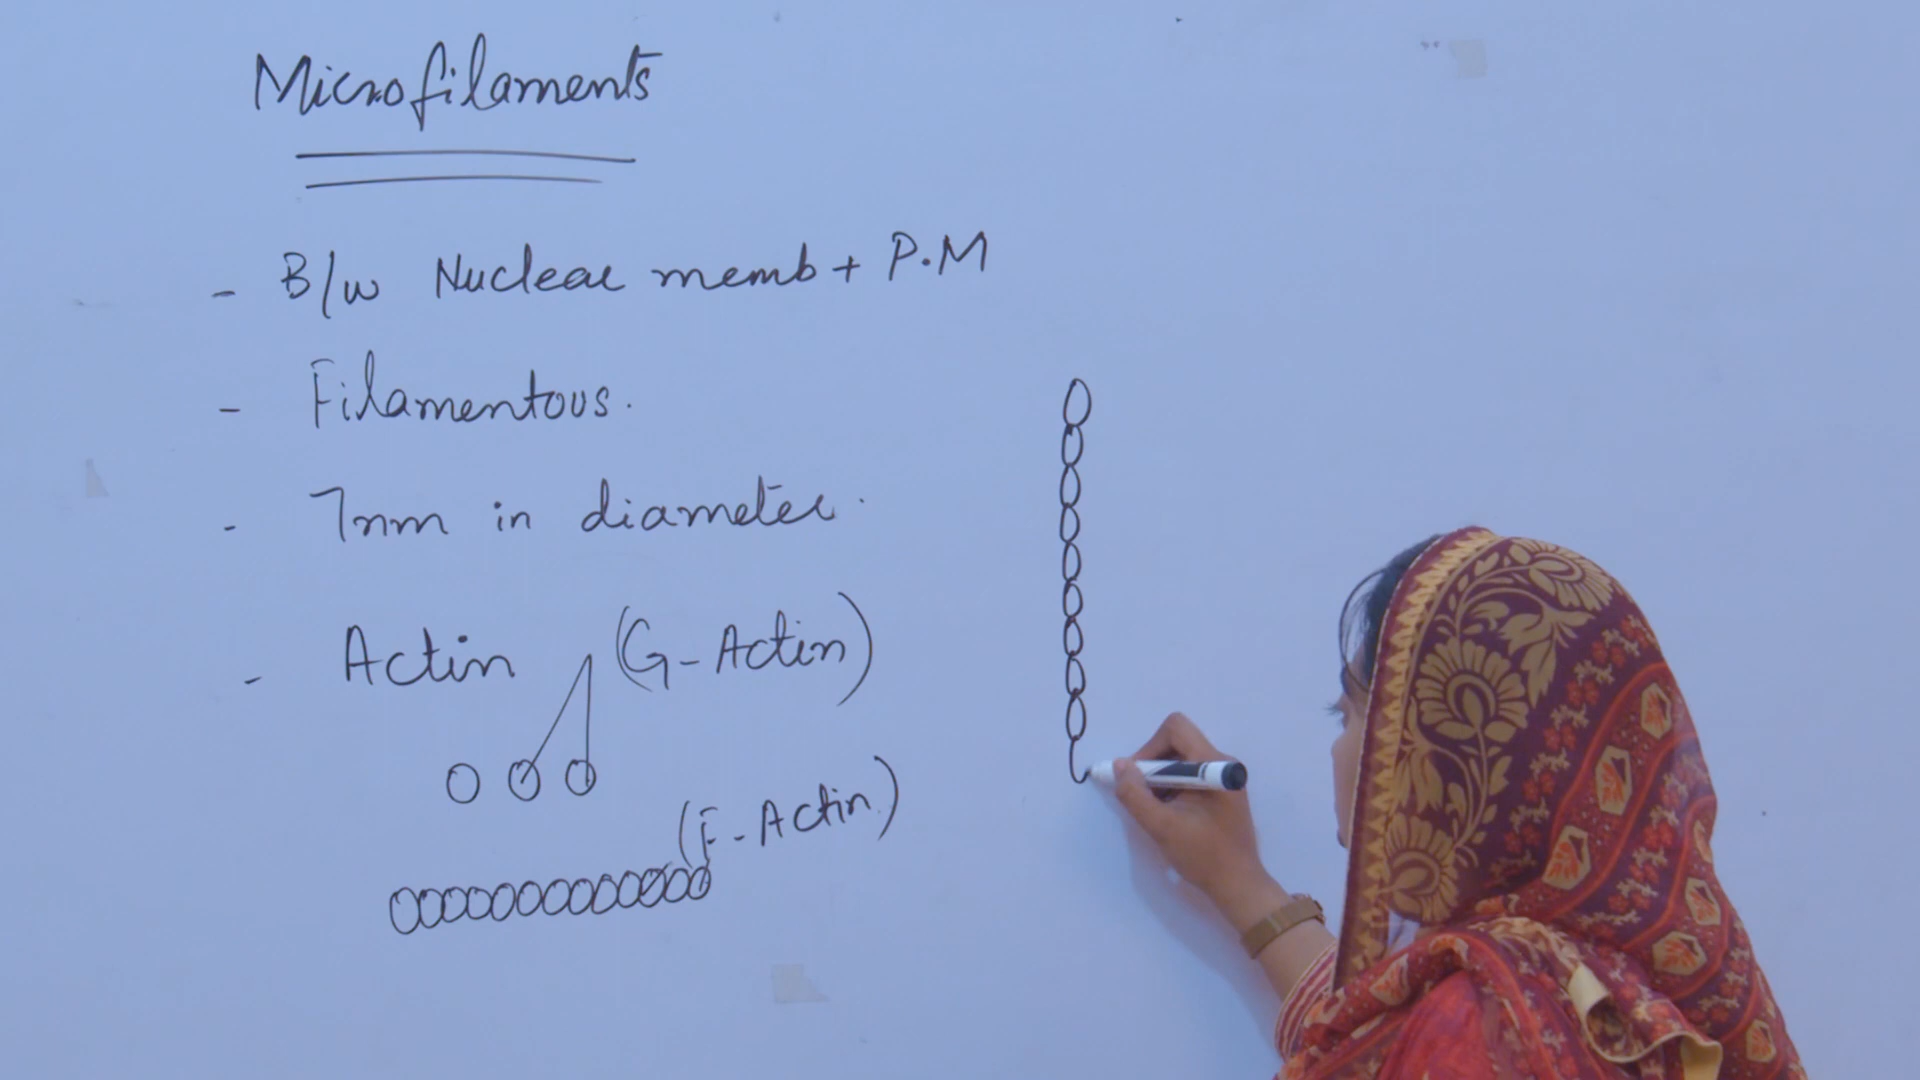 Microfilaments
- B/w Nuclear memb + P.M
- Filamentous.
- 7nm in diameter.
- Actin (G-Actin)
(F-Actin)